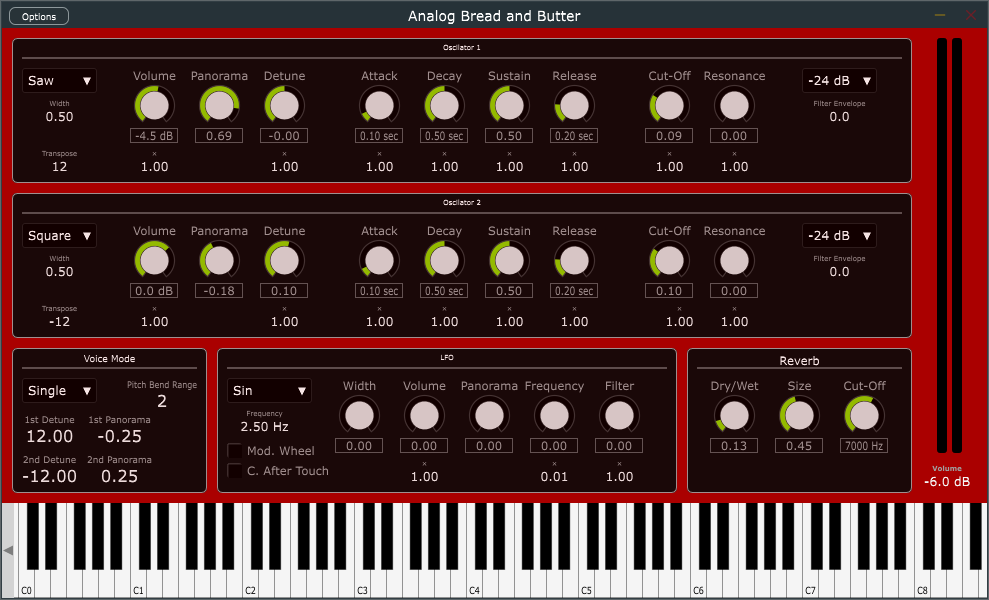 Options
Analog Bread and Butter
Oscilator 1
Saw Volume Panorama Detune Attack Decay Sustain Release Cut-Off Resonance -24 dB
Width
0.50
Filter Envelope
0.0
-4.5 dB 0.69 -0.00 0.10 sec 0.50 sec 0.50 0.20 sec 0.09 0.00
Transpose × × × × × × × ×
12 1.00 1.00 1.00 1.00 1.00 1.00 1.00 1.00
Oscilator 2
Square Volume Panorama Detune Attack Decay Sustain Release Cut-Off Resonance -24 dB
Width
0.50
Filter Envelope
0.0
0.0 dB -0.18 0.10 0.10 sec 0.50 sec 0.50 0.20 sec 0.10 0.00
Transpose × × × × × × × ×
-12 1.00 1.00 1.00 1.00 1.00 1.00 1.00 1.00
Voice Mode
Single
Pitch Bend Range
2
1st Detune 1st Panorama
12.00 -0.25
2nd Detune 2nd Panorama
-12.00 0.25
LFO
Sin Width Volume Panorama Frequency Filter
Frequency
2.50 Hz
0.00 0.00 0.00 0.00 0.00
Mod. Wheel
C. After Touch
× × ×
1.00 0.01 1.00
Reverb
Dry/Wet Size Cut-Off
0.13 0.45 7000 Hz
Volume
-6.0 dB
C0 C1 C2 C3 C4 C5 C6 C7 C8